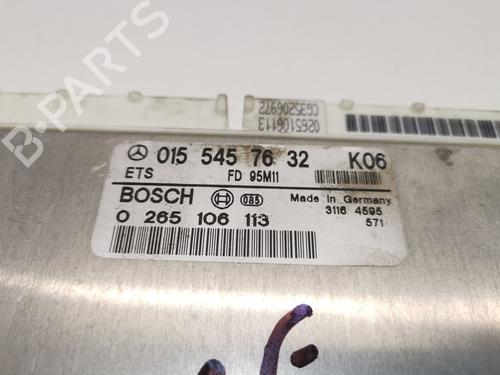 CG35206972
0265106113
015 545 76 32 K06
ETS FD 95M11
BOSCH 085 Made in Germany
0 265 106 113 3116 4595
571
B-PARTS